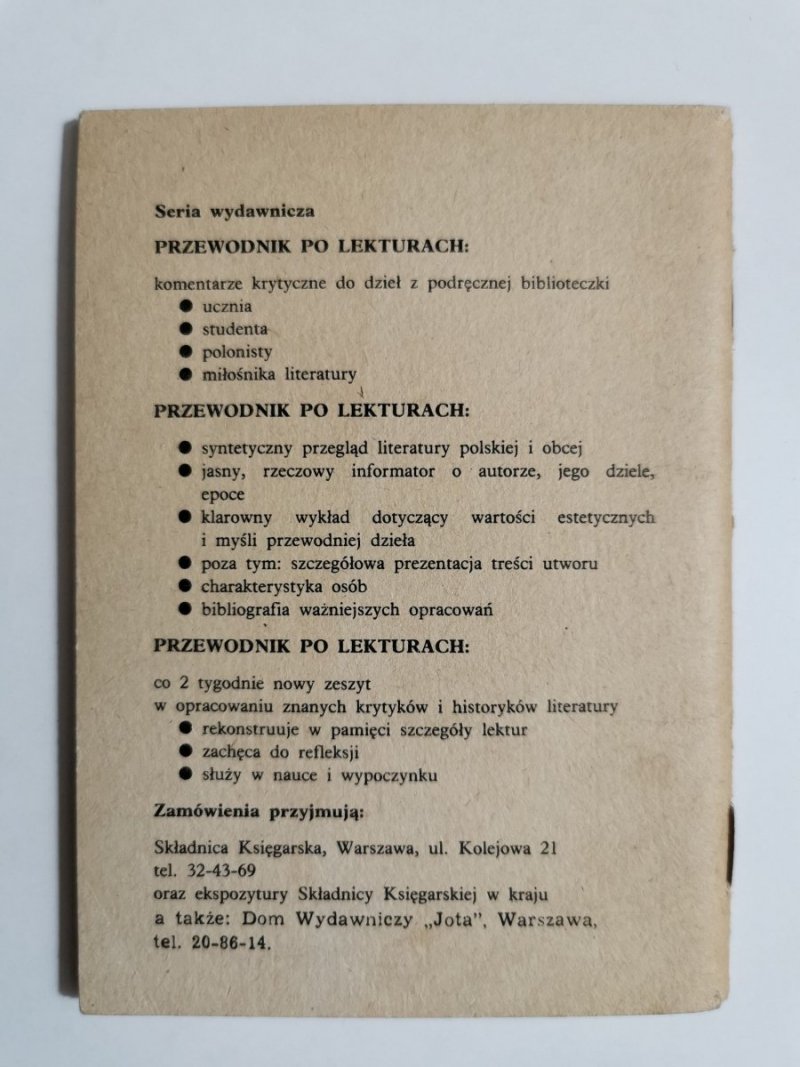 Seria wydawnicza
PRZEWODNIK PO LEKTURACH:
komentarze krytyczne do dzieł z podręcznej biblioteczki
● ucznia
● studenta
● polonisty
● miłośnika literatury
PRZEWODNIK PO LEKTURACH:
● syntetyczny przegląd literatury polskiej i obcej
● jasny, rzeczowy informator o autorze, jego dziele,
epoce
● klarowny wykład dotyczący wartości estetycznych
i myśli przewodniej dzieła
● poza tym: szczegółowa prezentacja treści utworu
● charakterystyka osób
● bibliografia ważniejszych opracowań
PRZEWODNIK PO LEKTURACH:
co 2 tygodnie nowy zeszyt
w opracowaniu znanych krytyków i historyków literatury
● rekonstruuje w pamięci szczegóły lektur
● zachęca do refleksji
● służy w nauce i wypoczynku
Zamówienia przyjmują:
Składnica Księgarska, Warszawa, ul. Kolejowa 21
tel. 32-43-69
oraz ekspozytury Składnicy Księgarskiej w kraju
a także: Dom Wydawniczy „Jota”, Warszawa,
tel. 20-86-14.